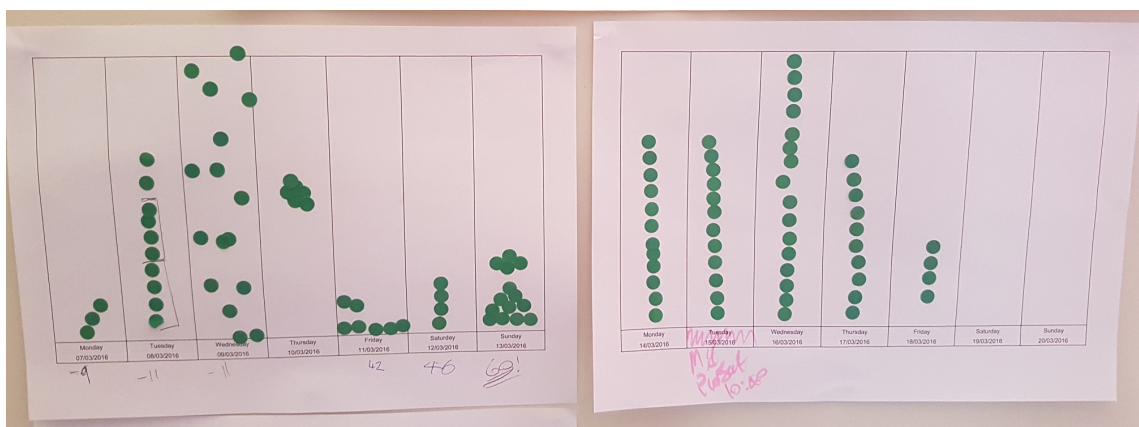 Monday Tuesday Wednesday Thursday Friday Saturday Sunday
07/03/2016 08/03/2016 09/03/2016 10/03/2016 11/03/2016 12/03/2016 13/03/2016
-9 -11 -11 42 46 60!
Monday Tuesday Wednesday Thursday Friday Saturday Sunday
14/03/2016 15/03/2016 16/03/2016 17/03/2016 18/03/2016 19/03/2016 20/03/2016
10: